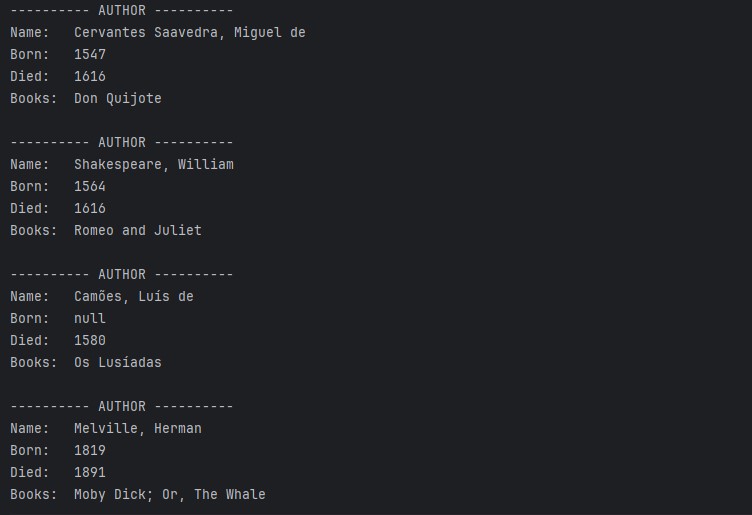 ---------- AUTHOR ----------
Name:   Cervantes Saavedra, Miguel de
Born:   1547
Died:   1616
Books:  Don Quijote
---------- AUTHOR ----------
Name:   Shakespeare, William
Born:   1564
Died:   1616
Books:  Romeo and Juliet
---------- AUTHOR ----------
Name:   Camões, Luís de
Born:   null
Died:   1580
Books:  Os Lusíadas
---------- AUTHOR ----------
Name:   Melville, Herman
Born:   1819
Died:   1891
Books:  Moby Dick; Or, The Whale